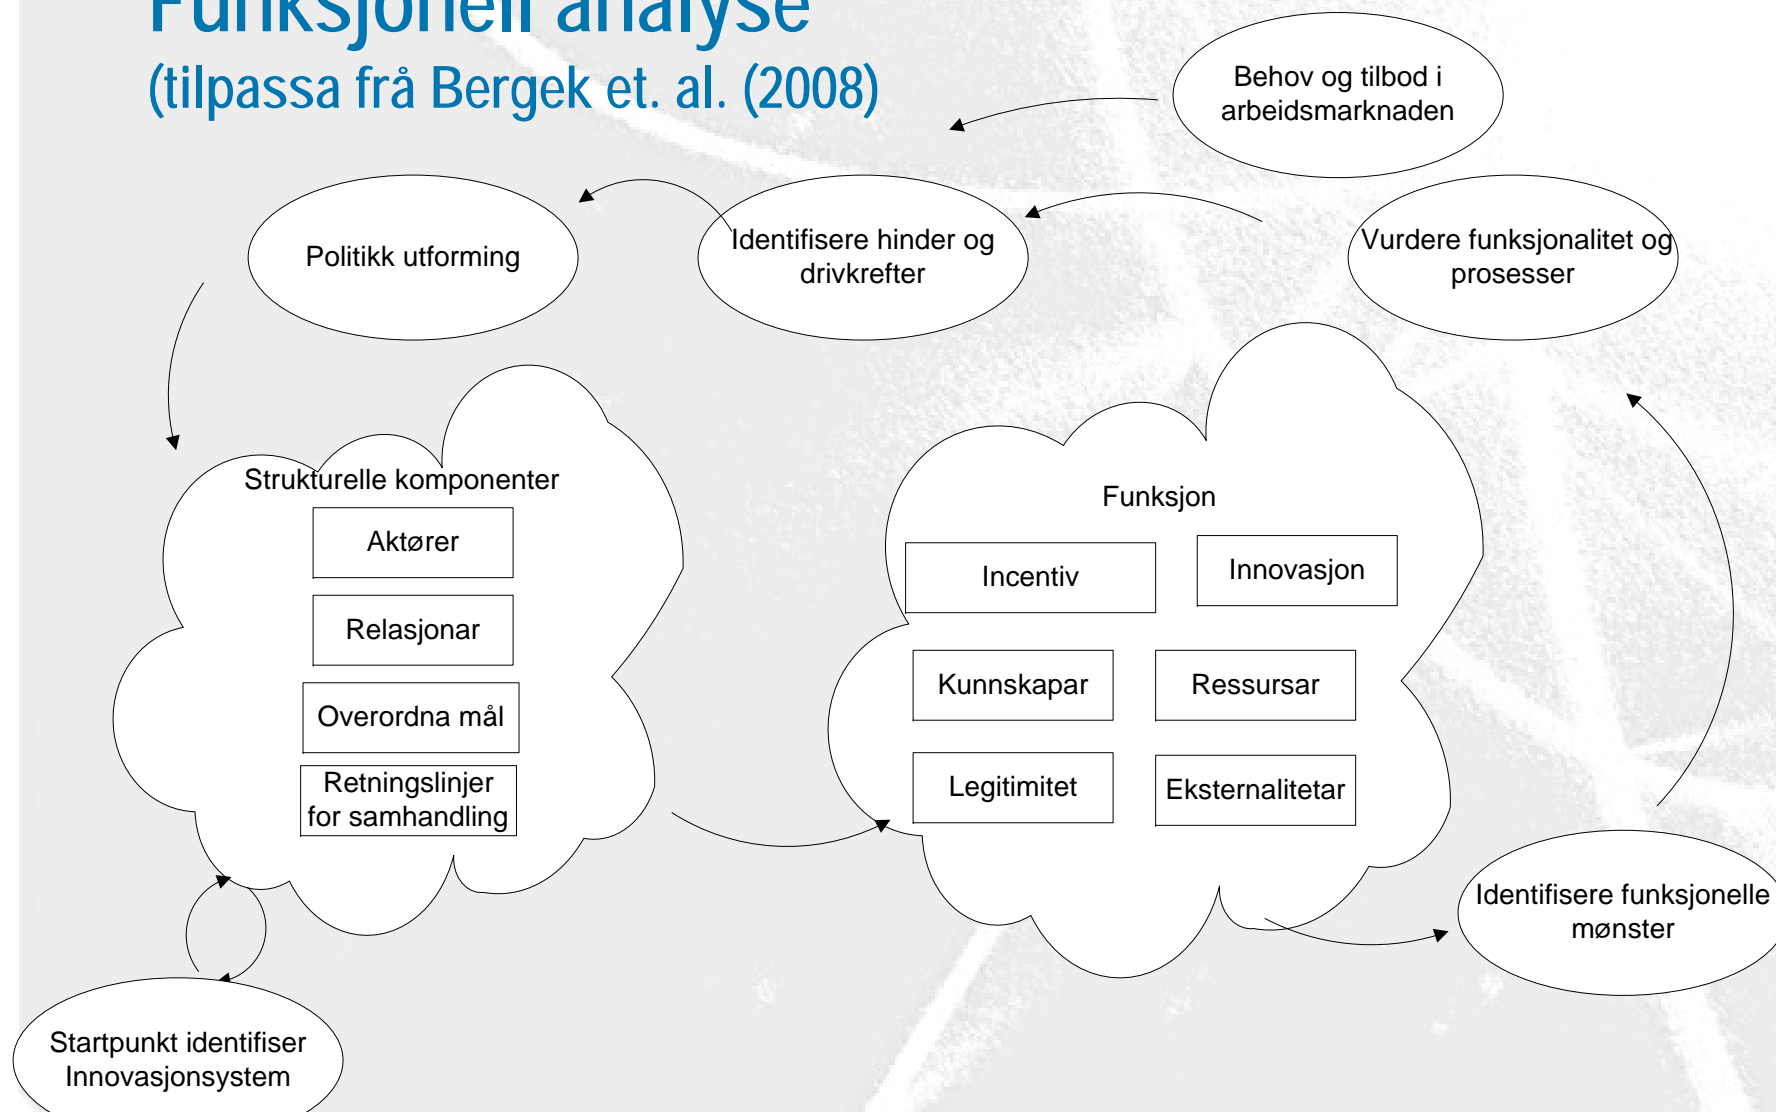 Funksjonell analyse
(tilpassa frå Bergek et. al. (2008)
Behov og tilbod i
arbeidsmarknaden
Politikk utforming
Identifisere hinder og
drivkrefter
Vurdere funksjonalitet og
prosesser
Strukturelle komponenter
Aktører
Relasjonar
Overordna mål
Retningslinjer
for samhandling
Funksjon
Incentiv
Innovasjon
Kunnskapar
Ressursar
Legitimitet
Eksternalitetar
Identifisere funksjonelle
mønster
Startpunkt identifiser
Innovasjonsystem